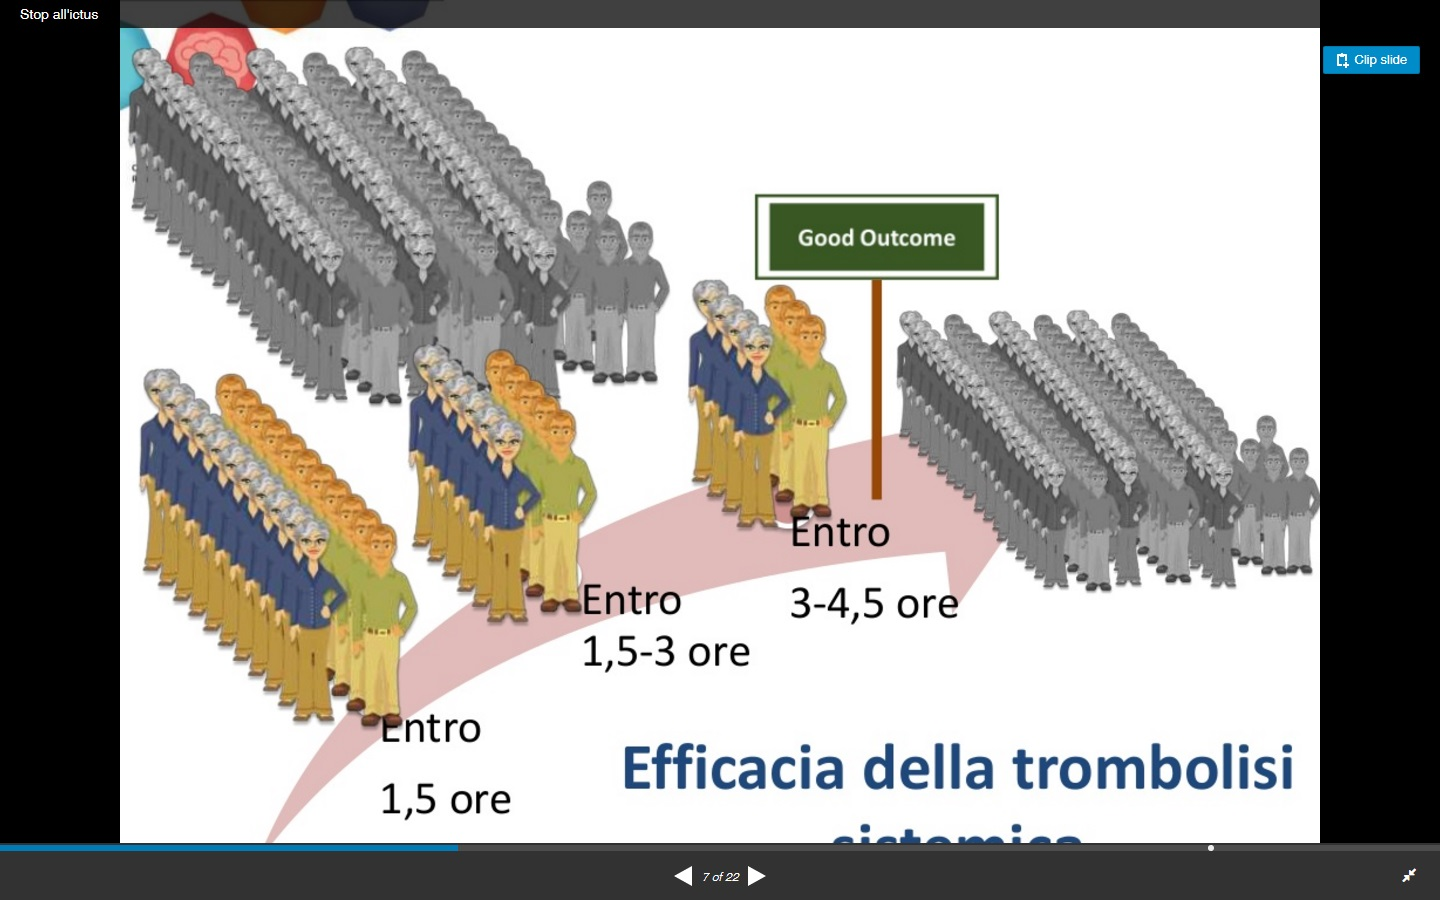 Stop all'ictus
Clip slide
Good Outcome
Entro
3-4,5 ore
Entro
1,5-3 ore
Entro
1,5 ore
Efficacia della trombolisi
sistemica
7 of 22